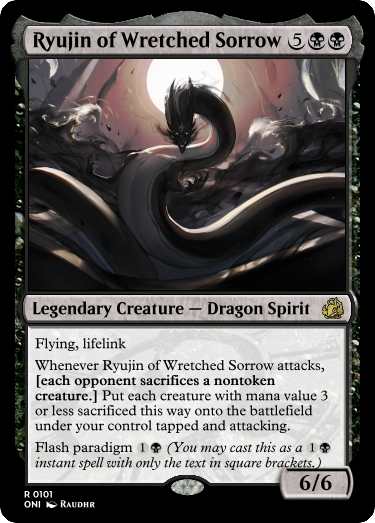 Ryujin of Wretched Sorrow 5
Legendary Creature — Dragon Spirit
Flying, lifelink
Whenever Ryujin of Wretched Sorrow attacks,
[each opponent sacrifices a nontoken
creature.] Put each creature with mana value 3
or less sacrificed this way onto the battlefield
under your control tapped and attacking.
Flash paradigm 1 (You may cast this as a 1
instant spell with only the text in square brackets.)
6/6
R 0101
ONI Raudhr